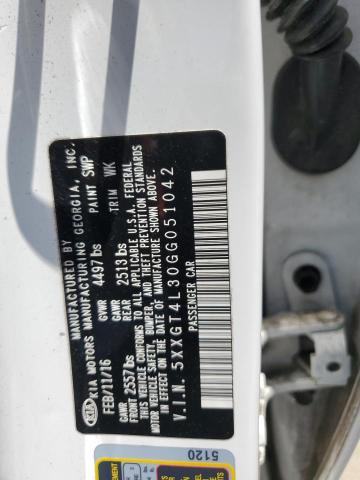 MANUFACTURED BY
KIA KIA MOTORS MANUFACTURING GEORGIA, INC.
FEB/11/16 GVWR 4497 lbs PAINT SWP
GAWR FRONT 2557 lbs GAWR REAR 2513 lbs TRIM WK
THIS VEHICLE CONFORMS TO ALL APPLICABLE U.S.A. FEDERAL
MOTOR VEHICLE SAFETY, BUMPER, AND THEFT PREVENTION STANDARDS
IN EFFECT ON THE DATE OF MANUFACTURE SHOWN ABOVE.
V.I.N. 5XXGT4L30GG051042
PASSENGER CAR
5120